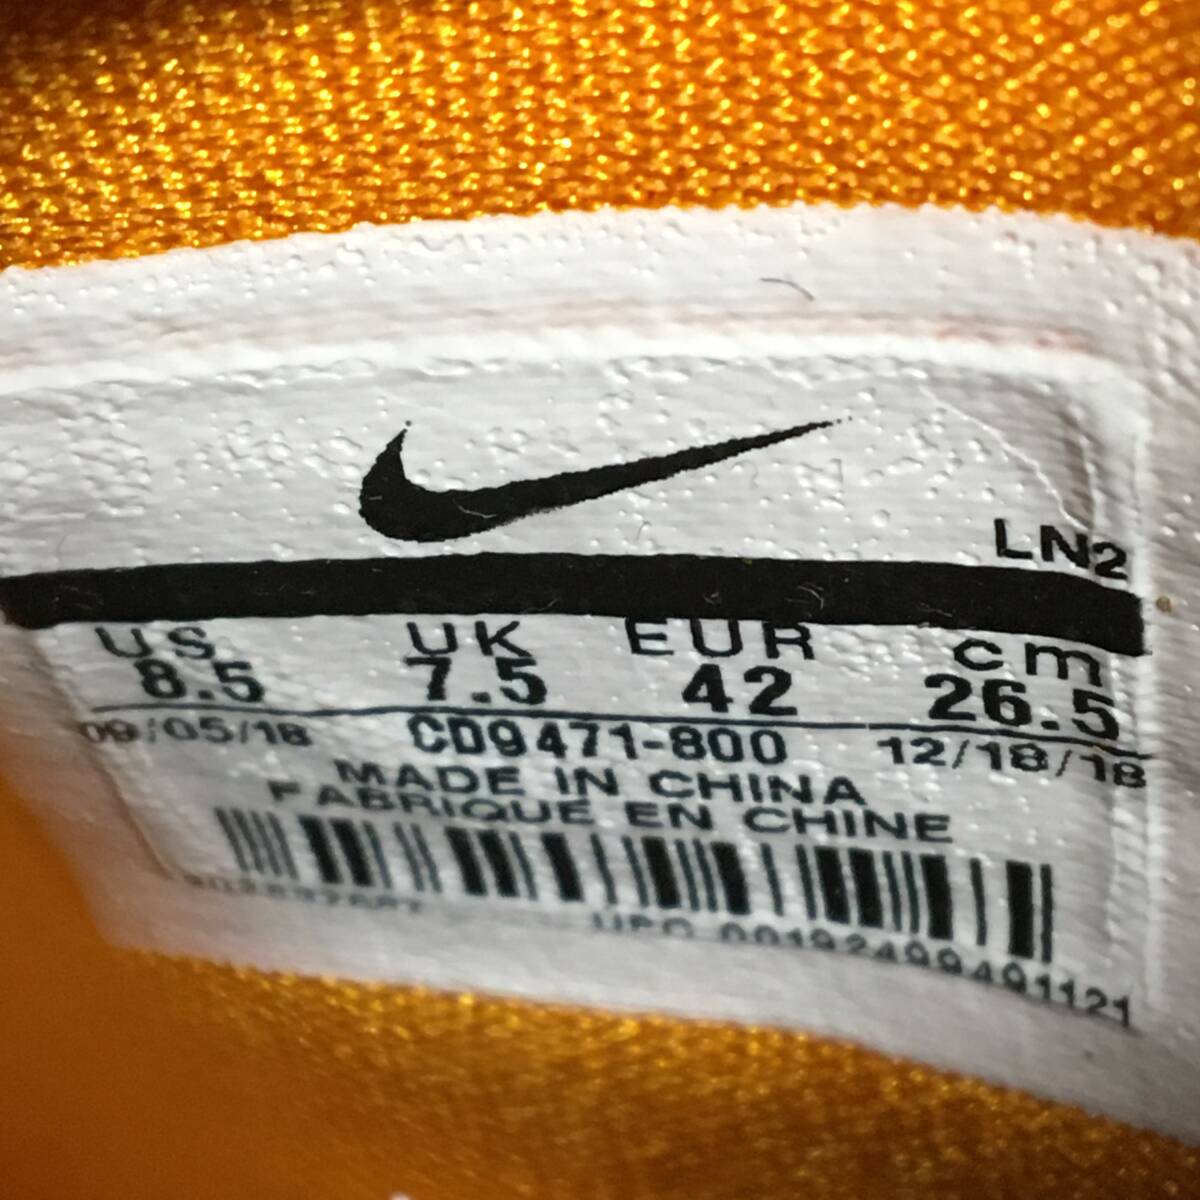 LN2
US UK EUR cm
8.5 7.5 42 26.5
09/05/18 CD9471-800 12/18/18
MADE IN CHINA
FABRIQUE EN CHINE
UPC 00192499491121